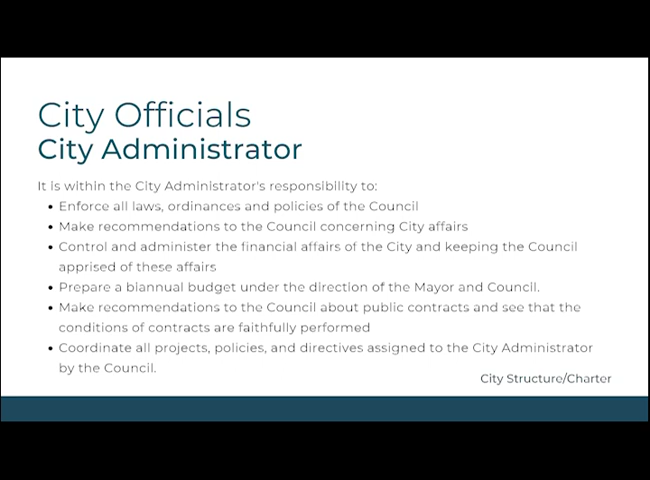 City Officials
City Administrator
It is within the City Administrator's responsibility to:
• Enforce all laws, ordinances and policies of the Council
• Make recommendations to the Council concerning City affairs
• Control and administer the financial affairs of the City and keeping the Council
apprised of these affairs
• Prepare a biannual budget under the direction of the Mayor and Council.
• Make recommendations to the Council about public contracts and see that the
conditions of contracts are faithfully performed
• Coordinate all projects, policies, and directives assigned to the City Administrator
by the Council.
City Structure/Charter